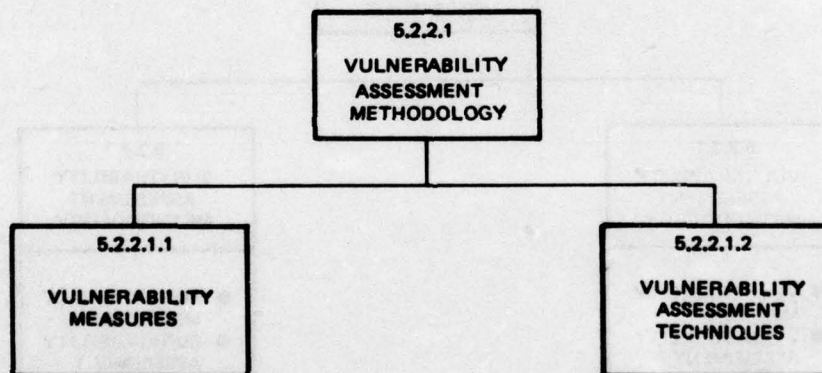 5.2.2.1
VULNERABILITY
ASSESSMENT
METHODOLOGY
5.2.2.1.1
VULNERABILITY
MEASURES
5.2.2.1.2
VULNERABILITY
ASSESSMENT
TECHNIQUES